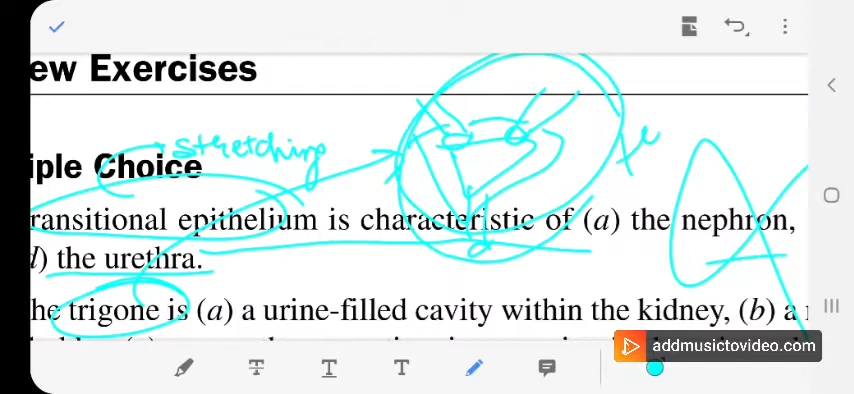 ew Exercises
stretching
iple Choice
ransitional epithelium is characteristic of (a) the nephron,
d) the urethra.
he trigone is (a) a urine-filled cavity within the kidney, (b) a
addmusictovideo.com